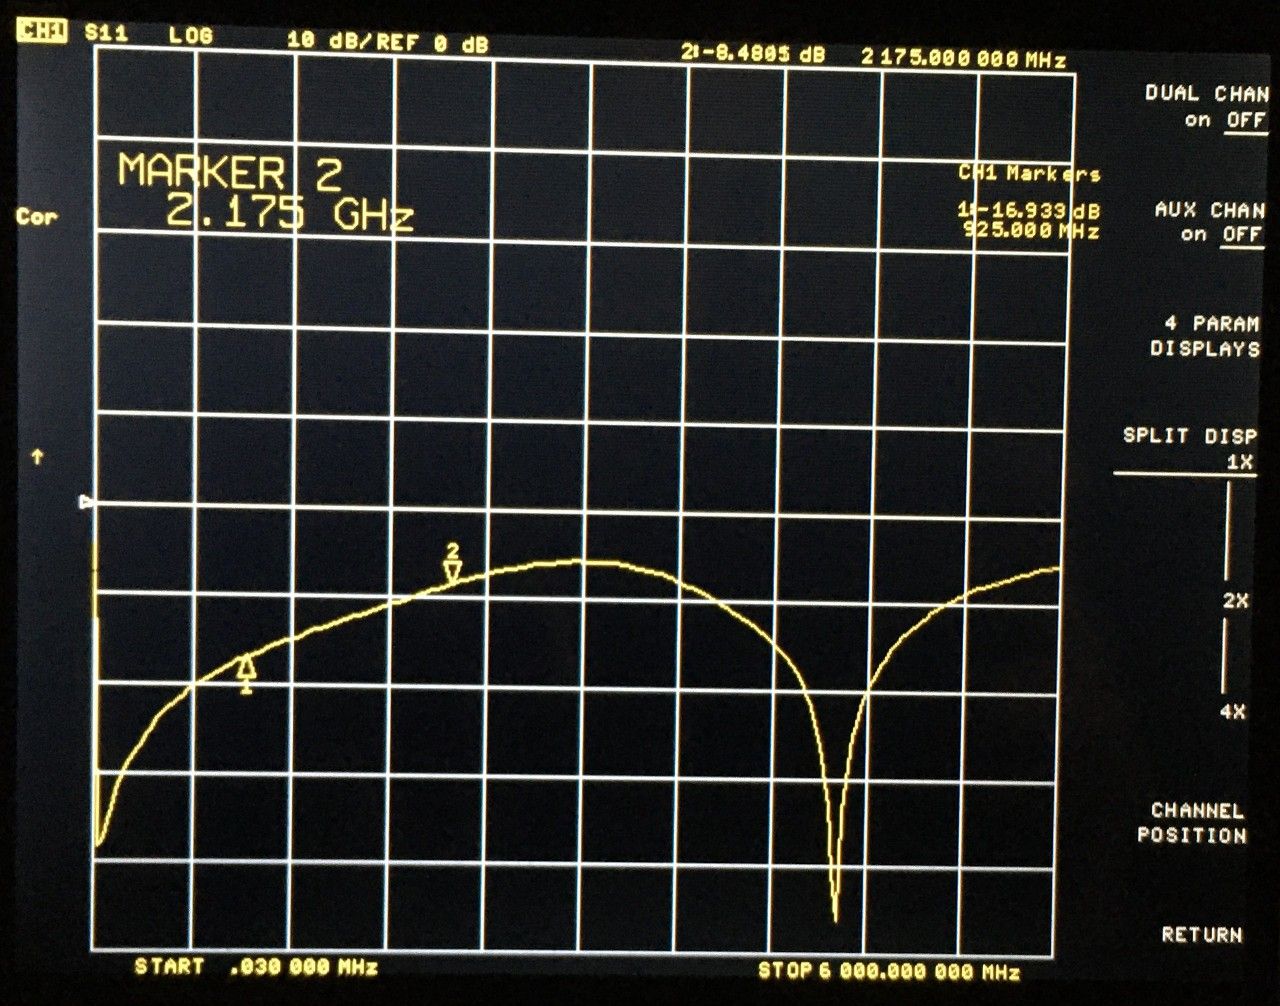 CH1 S11 LOG 10 dB/REF 0 dB 2:-8.4805 dB 2 175.000 000 MHz
DUAL CHAN
on OFF
MARKER 2
2.175 GHz
CH1 Markers
1:-16.933 dB
925.000 MHz
Cor
AUX CHAN
on OFF
4 PARAM
DISPLAYS
SPLIT DISP
1X
↑
2
1
2X
4X
CHANNEL
POSITION
RETURN
START .030 000 MHz STOP 6 000.000 000 MHz